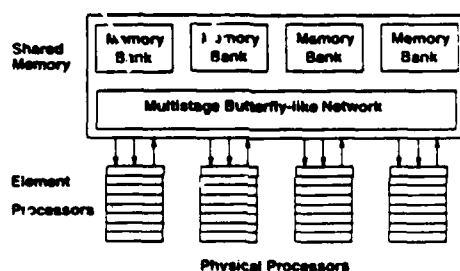 Shared
Memory
Memory
Bank
Memory
Bank
Memory
Bank
Memory
Bank
Multistage Butterfly-like Network
Element
Processors
Physical Processors